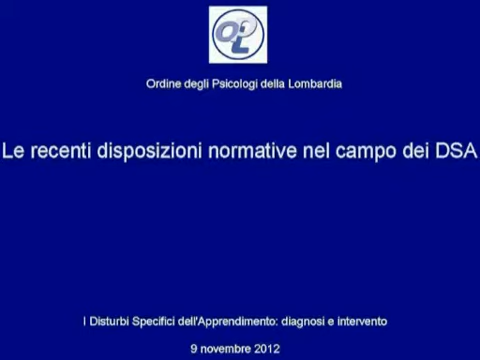 OPL
Ordine degli Psicologi della Lombardia
Le recenti disposizioni normative nel campo dei DSA
I Disturbi Specifici dell'Apprendimento: diagnosi e intervento
9 novembre 2012